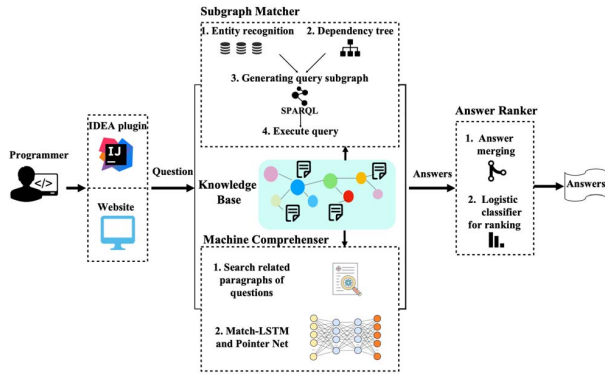 Subgraph Matcher
1. Entity recognition
2. Dependency tree
3. Generating query subgraph
SPARQL
4. Execute query
Programmer
</>
IDEA plugin
IJ
Website
Question
Knowledge
Base
Machine Comprehenser
1. Search related
paragraphs of
questions
2. Match-LSTM
and Pointer Net
Answers
Answer Ranker
1. Answer
merging
2. Logistic
classifier
for ranking
Answers